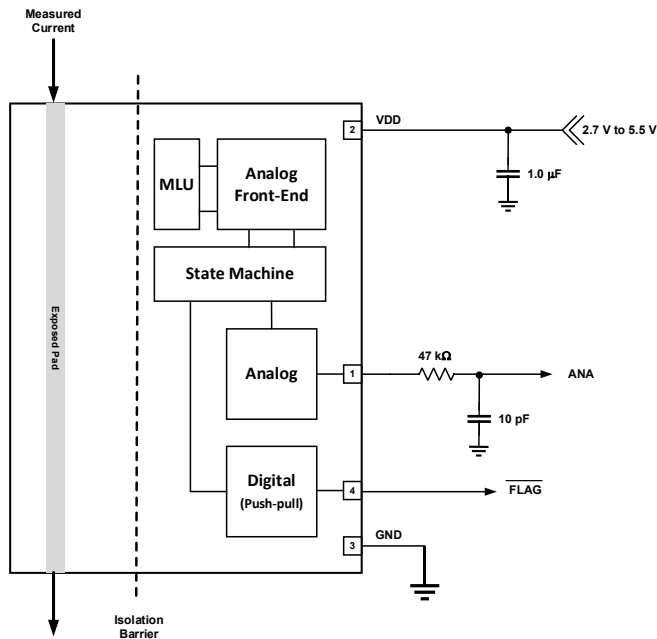 Measured
Current
2
VDD
2.7 V to 5.5 V
1.0 µF
MLU
Analog
Front-End
State Machine
Exposed Pad
Analog
1
47 kΩ
ANA
10 pF
Digital
(Push-pull)
4
FLAG
3
GND
Isolation
Barrier